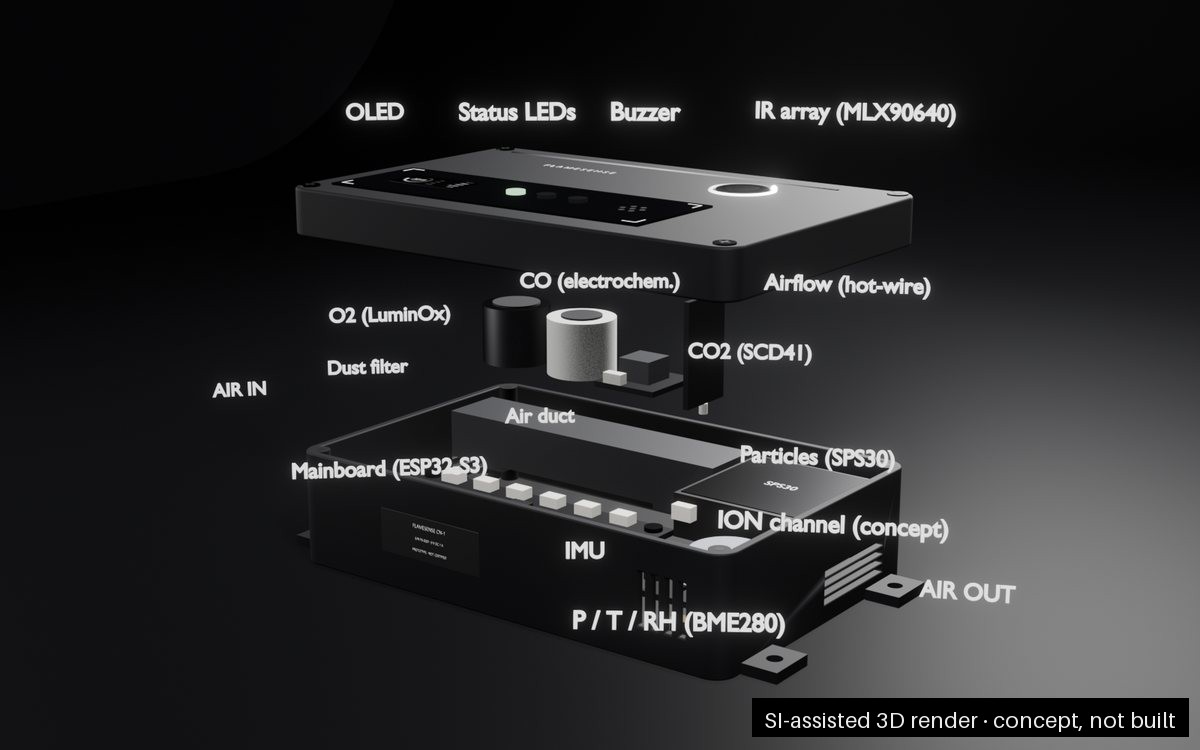 OLED
Status LEDs
Buzzer
IR array (MLX90640)
FLAMESENSE
CO (electrochem.)
Airflow (hot-wire)
O2 (LuminOx)
CO2 (SCD41)
Dust filter
AIR IN
Air duct
Particles (SPS30)
Mainboard (ESP32-S3)
SPS30
ION channel (concept)
IMU
AIR OUT
P / T / RH (BME280)
SI-assisted 3D render · concept, not built